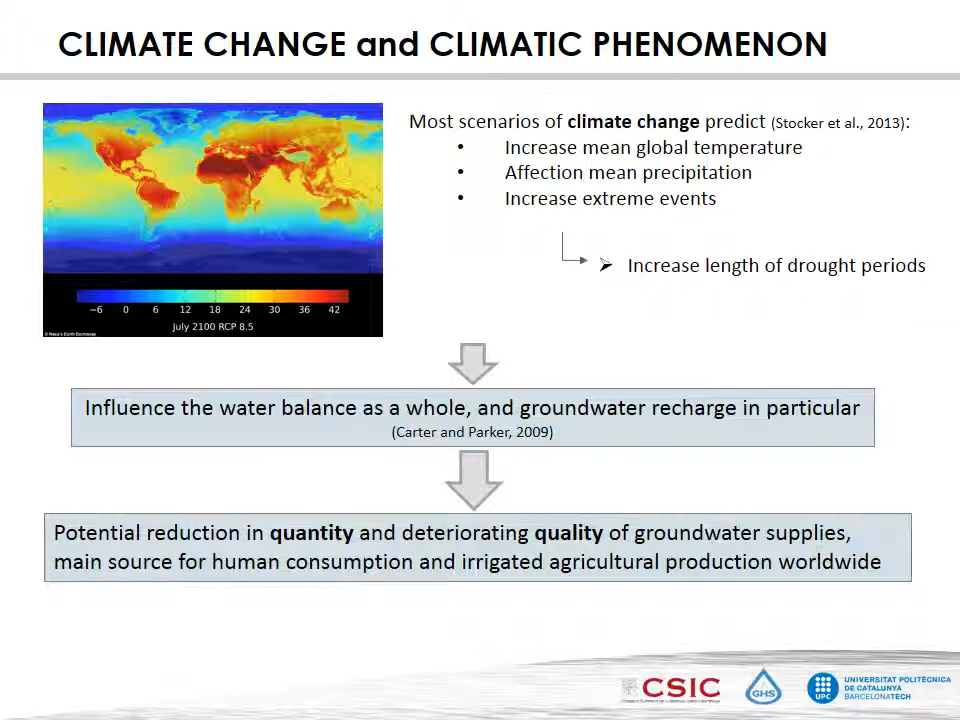 CLIMATE CHANGE and CLIMATIC PHENOMENON
Most scenarios of climate change predict (Stocker et al., 2013):
• Increase mean global temperature
• Affection mean precipitation
• Increase extreme events
➢ Increase length of drought periods
−6 0 6 12 18 24 30 36 42
July 2100 RCP 8.5
© Nasa's Earth Exchange
Influence the water balance as a whole, and groundwater recharge in particular
(Carter and Parker, 2009)
Potential reduction in quantity and deteriorating quality of groundwater supplies,
main source for human consumption and irrigated agricultural production worldwide
CSIC
GHS
UPC
UNIVERSITAT POLITÈCNICA
DE CATALUNYA
BARCELONATECH